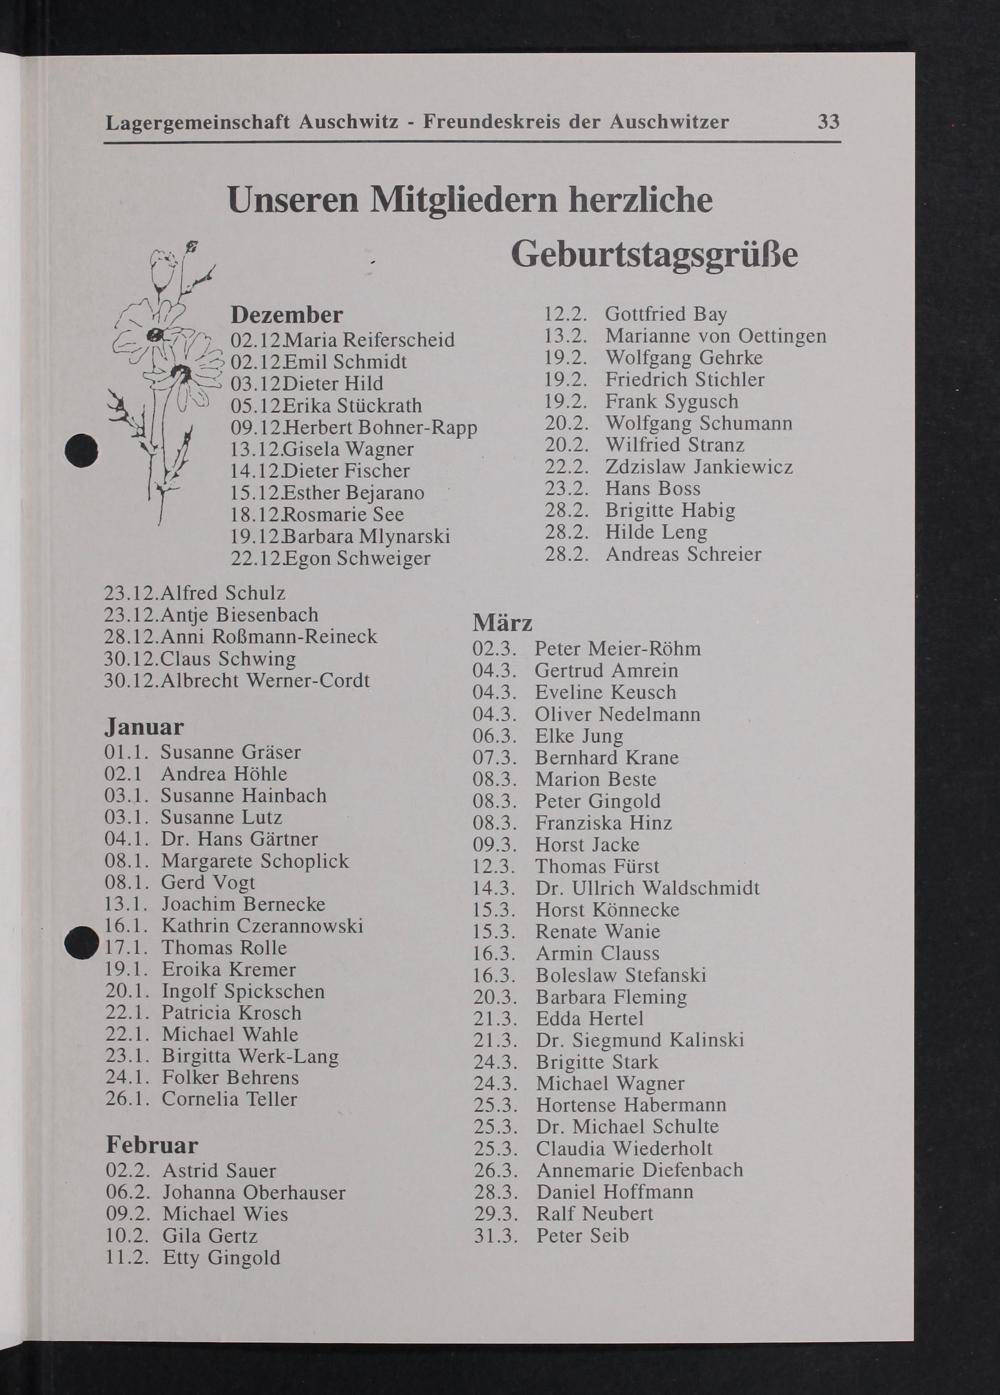 Lagergemeinschaft Auschwitz - Freundeskreis der Auschwitzer 33
Unseren Mitgliedern herzliche
Geburtstagsgrüße
Dezember
02.12.Maria Reiferscheid
02.12.Emil Schmidt
03.12.Dieter Hild
05.12.Erika Stückrath
09.12.Herbert Bohner-Rapp
13.12.Gisela Wagner
14.12.Dieter Fischer
15.12.Esther Bejarano
18.12.Rosmarie See
19.12.Barbara Mlynarski
22.12.Egon Schweiger
23.12.Alfred Schulz
23.12.Antje Biesenbach
28.12.Anni Roßmann-Reineck
30.12.Claus Schwing
30.12.Albrecht Werner-Cordt
Januar
01.1. Susanne Gräser
02.1 Andrea Höhle
03.1. Susanne Hainbach
03.1. Susanne Lutz
04.1. Dr. Hans Gärtner
08.1. Margarete Schoplick
08.1. Gerd Vogt
13.1. Joachim Bernecke
16.1. Kathrin Czerannowski
17.1. Thomas Rolle
19.1. Eroika Kremer
20.1. Ingolf Spickschen
22.1. Patricia Krosch
22.1. Michael Wahle
23.1. Birgitta Werk-Lang
24.1. Folker Behrens
26.1. Cornelia Teller
Februar
02.2. Astrid Sauer
06.2. Johanna Oberhauser
09.2. Michael Wies
10.2. Gila Gertz
11.2. Etty Gingold
12.2. Gottfried Bay
13.2. Marianne von Oettingen
19.2. Wolfgang Gehrke
19.2. Friedrich Stichler
19.2. Frank Sygusch
20.2. Wolfgang Schumann
20.2. Wilfried Stranz
22.2. Zdzislaw Jankiewicz
23.2. Hans Boss
28.2. Brigitte Habig
28.2. Hilde Leng
28.2. Andreas Schreier
März
02.3. Peter Meier-Röhm
04.3. Gertrud Amrein
04.3. Eveline Keusch
04.3. Oliver Nedelmann
06.3. Elke Jung
07.3. Bernhard Krane
08.3. Marion Beste
08.3. Peter Gingold
08.3. Franziska Hinz
09.3. Horst Jacke
12.3. Thomas Fürst
14.3. Dr. Ullrich Waldschmidt
15.3. Horst Könnecke
15.3. Renate Wanie
16.3. Armin Clauss
16.3. Boleslaw Stefanski
20.3. Barbara Fleming
21.3. Edda Hertel
21.3. Dr. Siegmund Kalinski
24.3. Brigitte Stark
24.3. Michael Wagner
25.3. Hortense Habermann
25.3. Dr. Michael Schulte
25.3. Claudia Wiederholt
26.3. Annemarie Diefenbach
28.3. Daniel Hoffmann
29.3. Ralf Neubert
31.3. Peter Seib